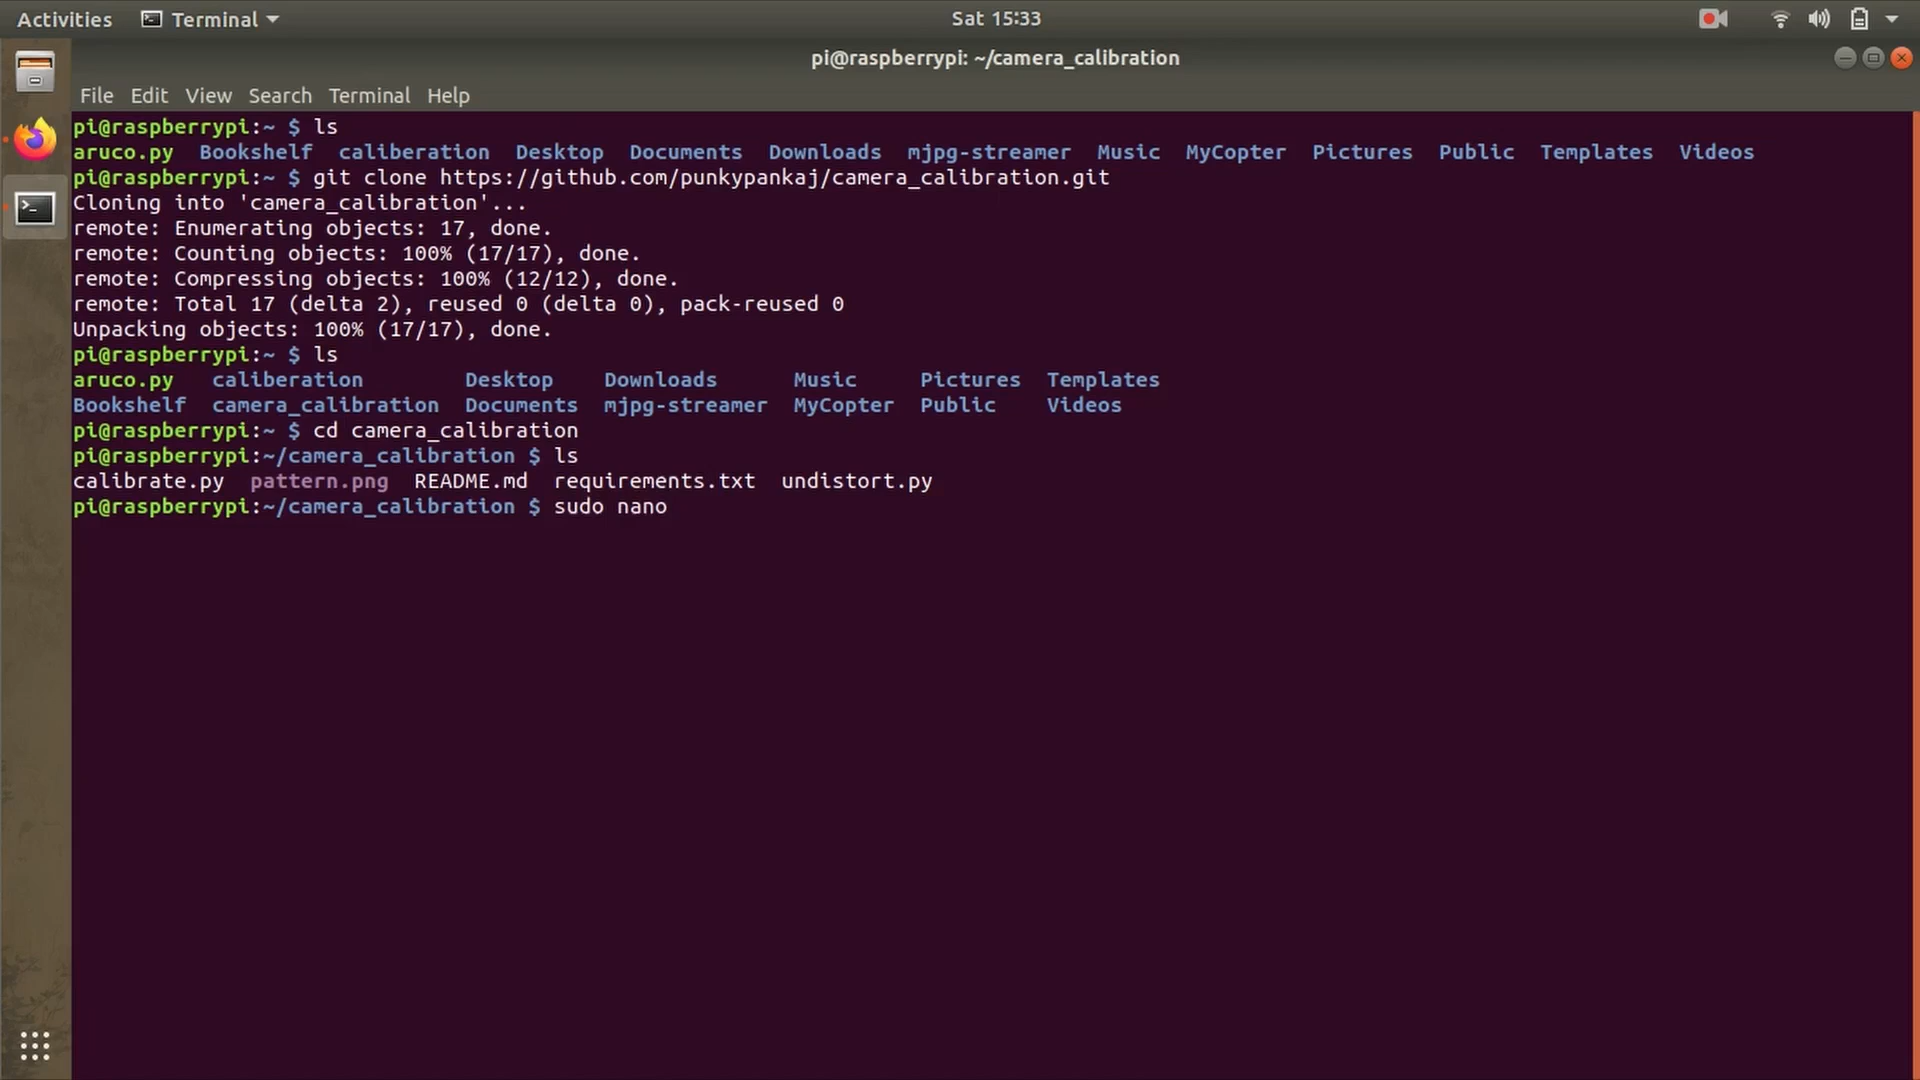 Activities Terminal Sat 15:33
pi@raspberrypi: ~/camera_calibration
File Edit View Search Terminal Help
pi@raspberrypi:~ $ ls
aruco.py Bookshelf caliberation Desktop Documents Downloads mjpg-streamer Music MyCopter Pictures Public Templates Videos
pi@raspberrypi:~ $ git clone https://github.com/punkypankaj/camera_calibration.git
Cloning into 'camera_calibration'...
remote: Enumerating objects: 17, done.
remote: Counting objects: 100% (17/17), done.
remote: Compressing objects: 100% (12/12), done.
remote: Total 17 (delta 2), reused 0 (delta 0), pack-reused 0
Unpacking objects: 100% (17/17), done.
pi@raspberrypi:~ $ ls
aruco.py caliberation Desktop Downloads Music Pictures Templates
Bookshelf camera_calibration Documents mjpg-streamer MyCopter Public Videos
pi@raspberrypi:~ $ cd camera_calibration
pi@raspberrypi:~/camera_calibration $ ls
calibrate.py pattern.png README.md requirements.txt undistort.py
pi@raspberrypi:~/camera_calibration $ sudo nano